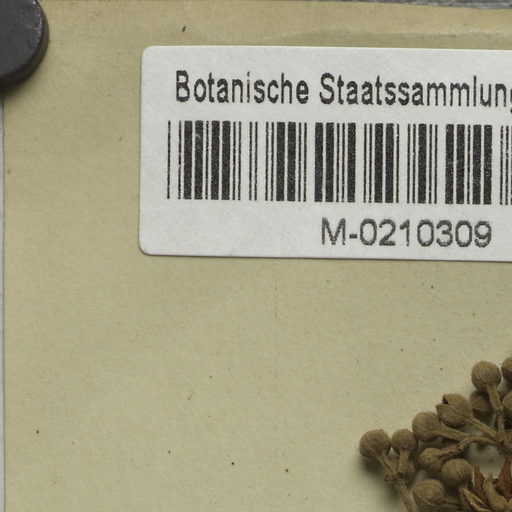 Botanische Staatssammlung
M-0210309